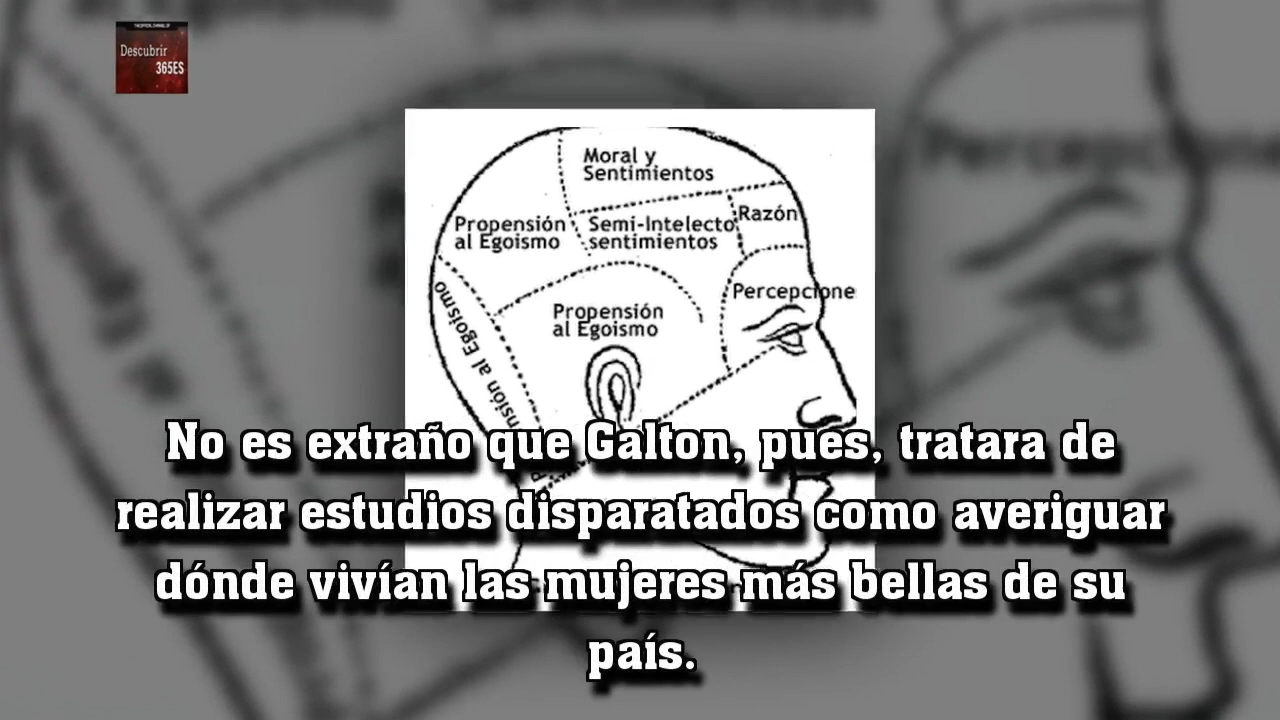 Descubrir
365ES
Moral y
Sentimientos
Propensión
al Egoismo
Semi-Intelecto
sentimientos
Razón
Percepcione
Propensión
al Egoismo
al Egoismo
No es extraño que Galton, pues, tratara de
realizar estudios disparatados como averiguar
dónde vivían las mujeres más bellas de su
país.